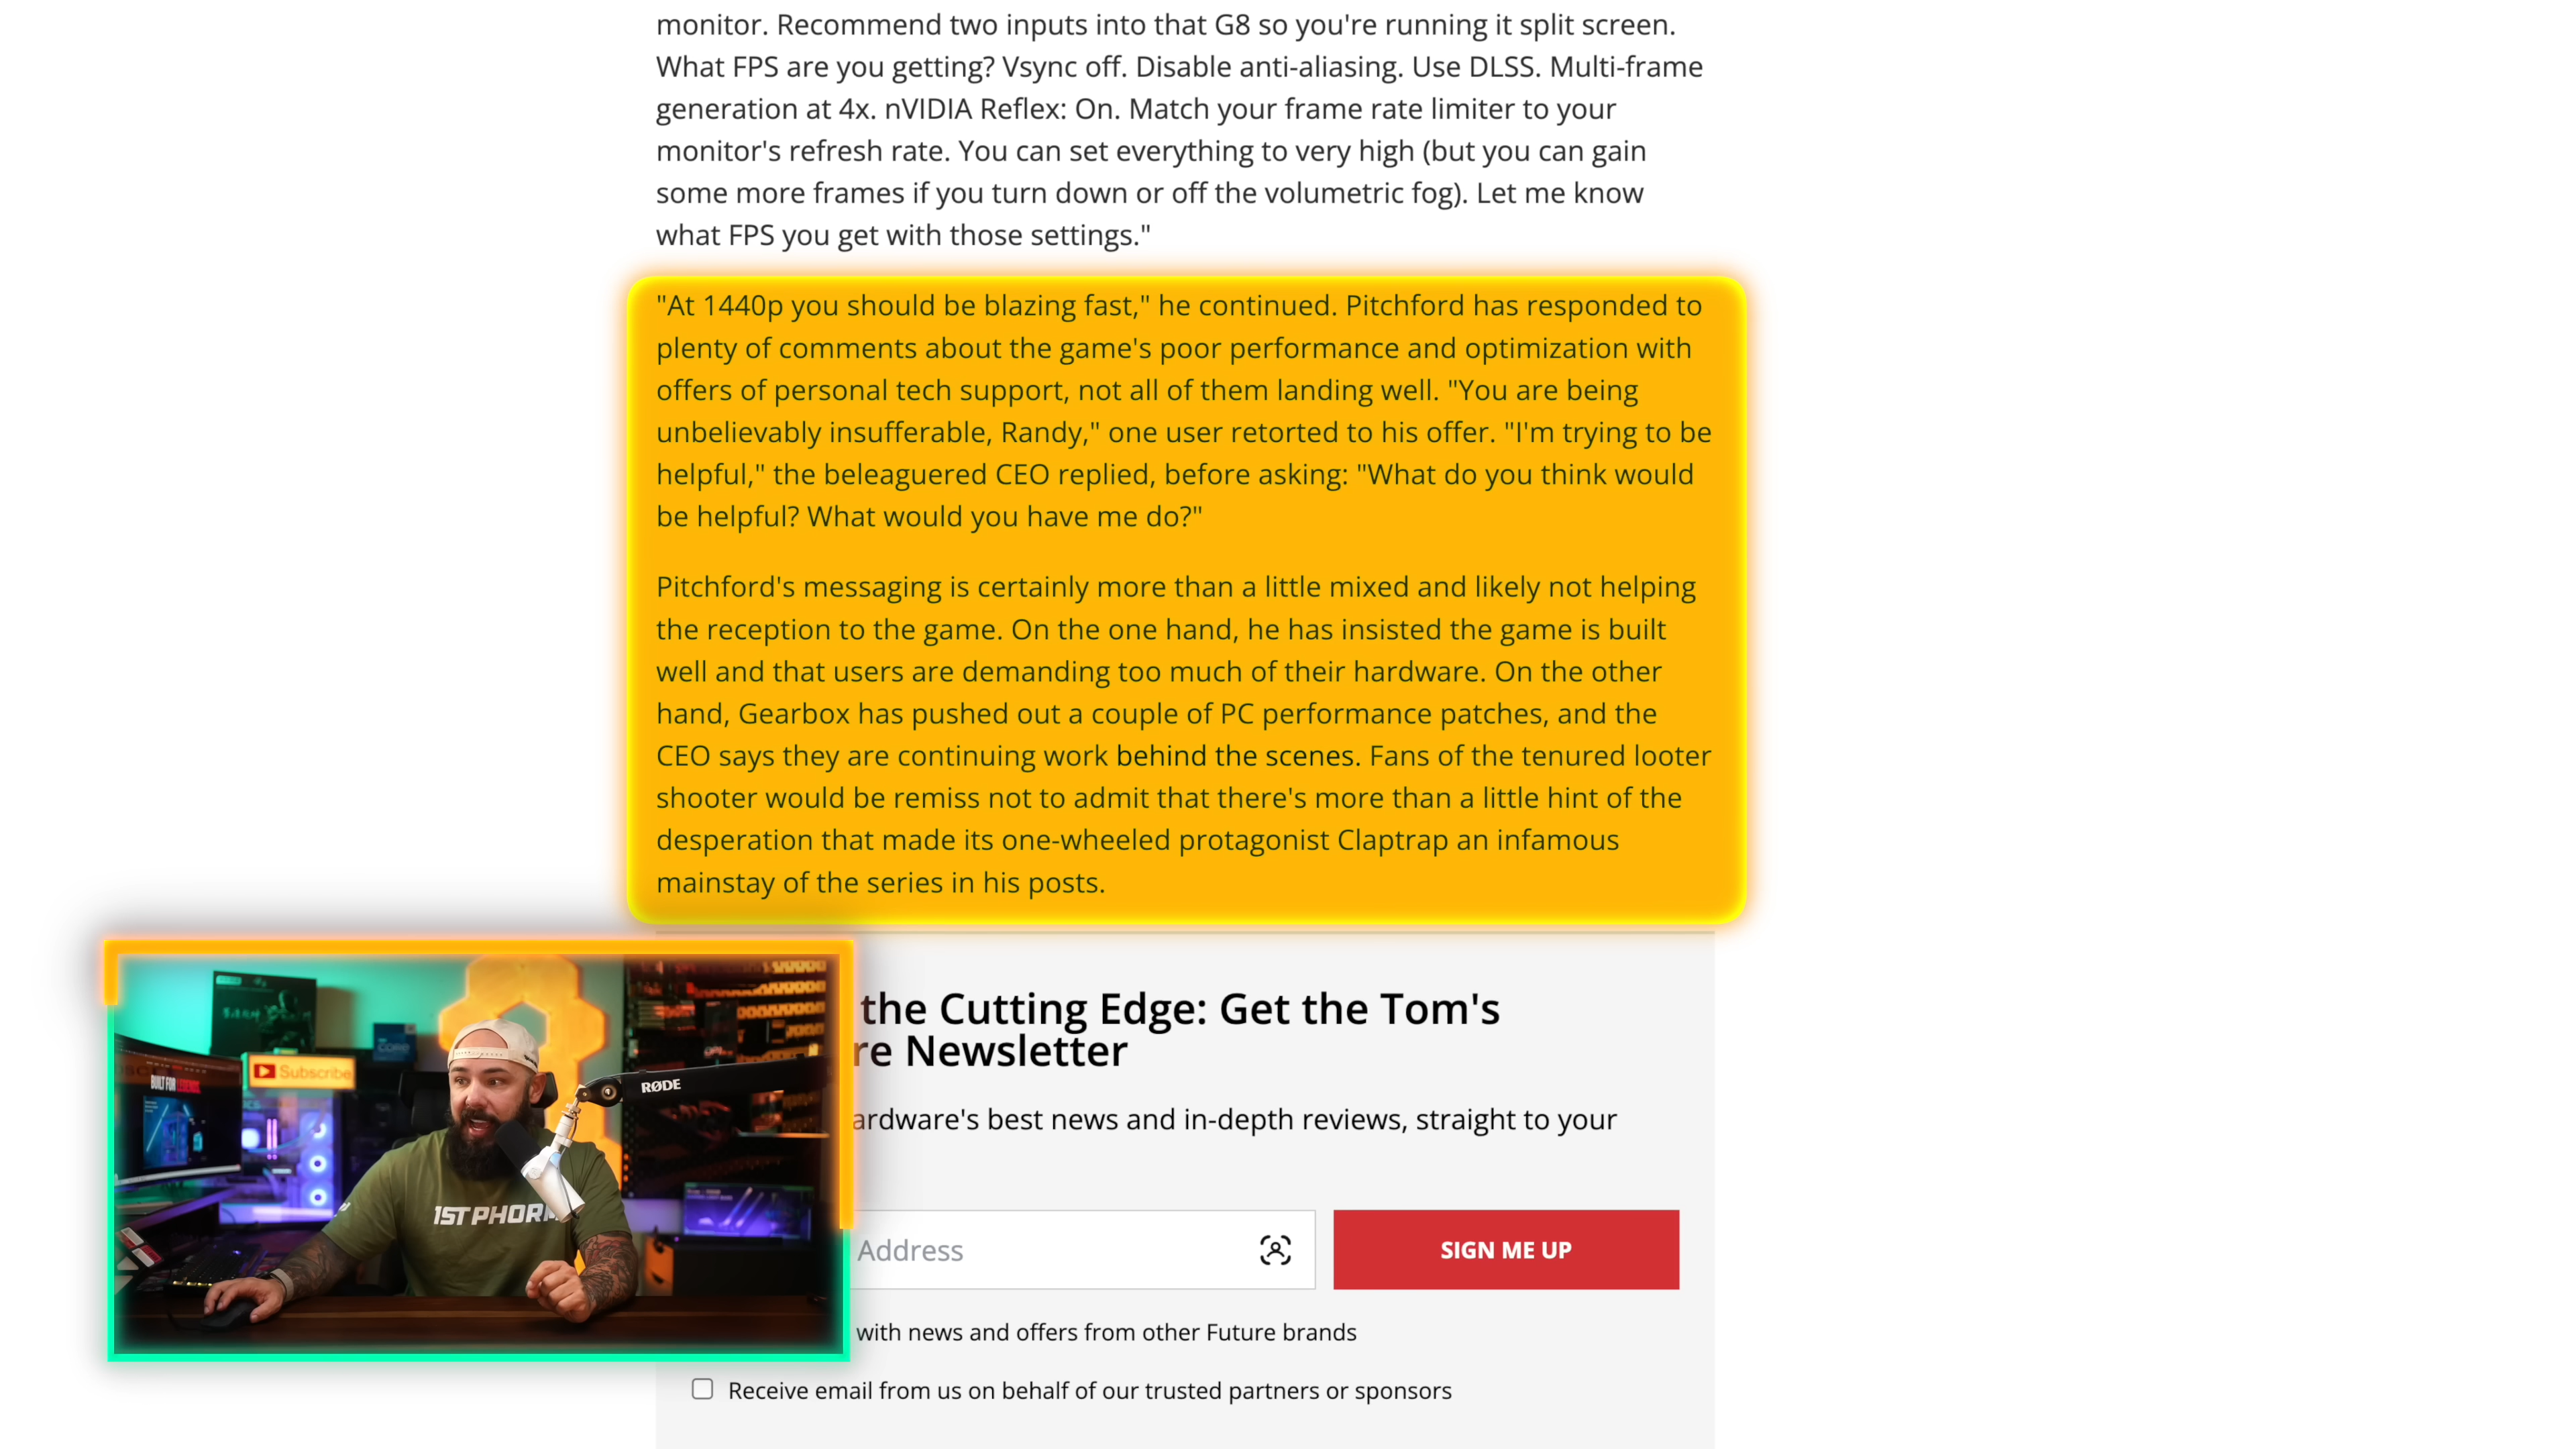 monitor. Recommend two inputs into that G8 so you're running it split screen.
What FPS are you getting? Vsync off. Disable anti-aliasing. Use DLSS. Multi-frame
generation at 4x. nVIDIA Reflex: On. Match your frame rate limiter to your
monitor's refresh rate. You can set everything to very high (but you can gain
some more frames if you turn down or off the volumetric fog). Let me know
what FPS you get with those settings."
"At 1440p you should be blazing fast," he continued. Pitchford has responded to
plenty of comments about the game's poor performance and optimization with
offers of personal tech support, not all of them landing well. "You are being
unbelievably insufferable, Randy," one user retorted to his offer. "I'm trying to be
helpful," the beleaguered CEO replied, before asking: "What do you think would
be helpful? What would you have me do?"
Pitchford's messaging is certainly more than a little mixed and likely not helping
the reception to the game. On the one hand, he has insisted the game is built
well and that users are demanding too much of their hardware. On the other
hand, Gearbox has pushed out a couple of PC performance patches, and the
CEO says they are continuing work behind the scenes. Fans of the tenured looter
shooter would be remiss not to admit that there's more than a little hint of the
desperation that made its one-wheeled protagonist Claptrap an infamous
mainstay of the series in his posts.
the Cutting Edge: Get the Tom's
re Newsletter
ardware's best news and in-depth reviews, straight to your
Address
SIGN ME UP
with news and offers from other Future brands
Receive email from us on behalf of our trusted partners or sponsors
Subscribe
BUILT FOR LEGENDS
CORE
RØDE
1ST PHORM